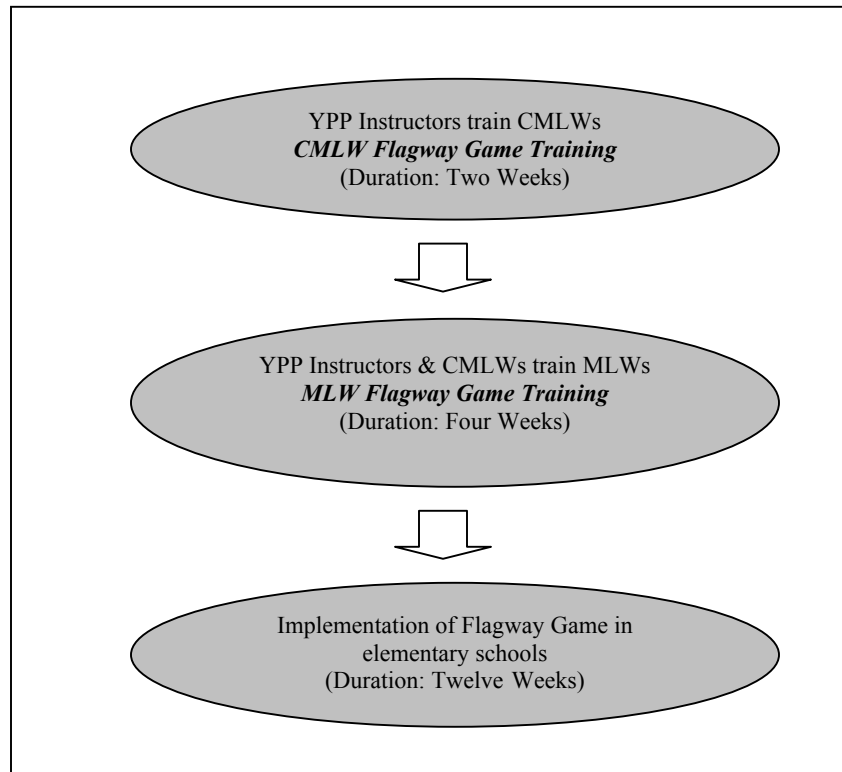 YPP Instructors train CMLWs
CMLW Flagway Game Training
(Duration: Two Weeks)
YPP Instructors & CMLWs train MLWs
MLW Flagway Game Training
(Duration: Four Weeks)
Implementation of Flagway Game in
elementary schools
(Duration: Twelve Weeks)